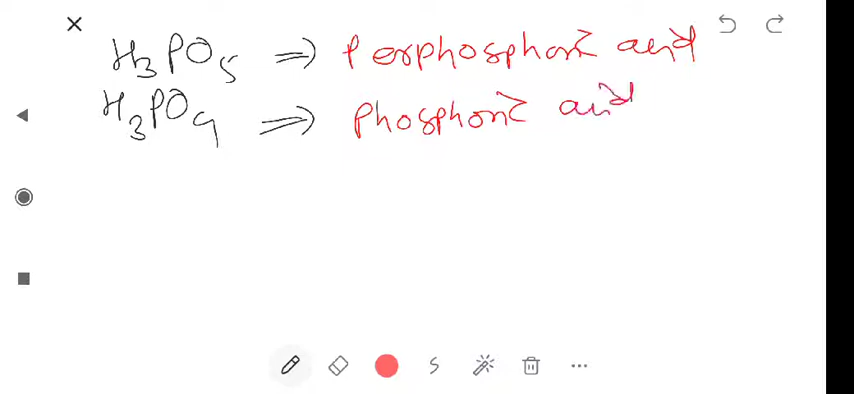 H₃PO₅ ⇒ Perphosphoric acid
H₃PO₄ ⇒ Phosphoric acid